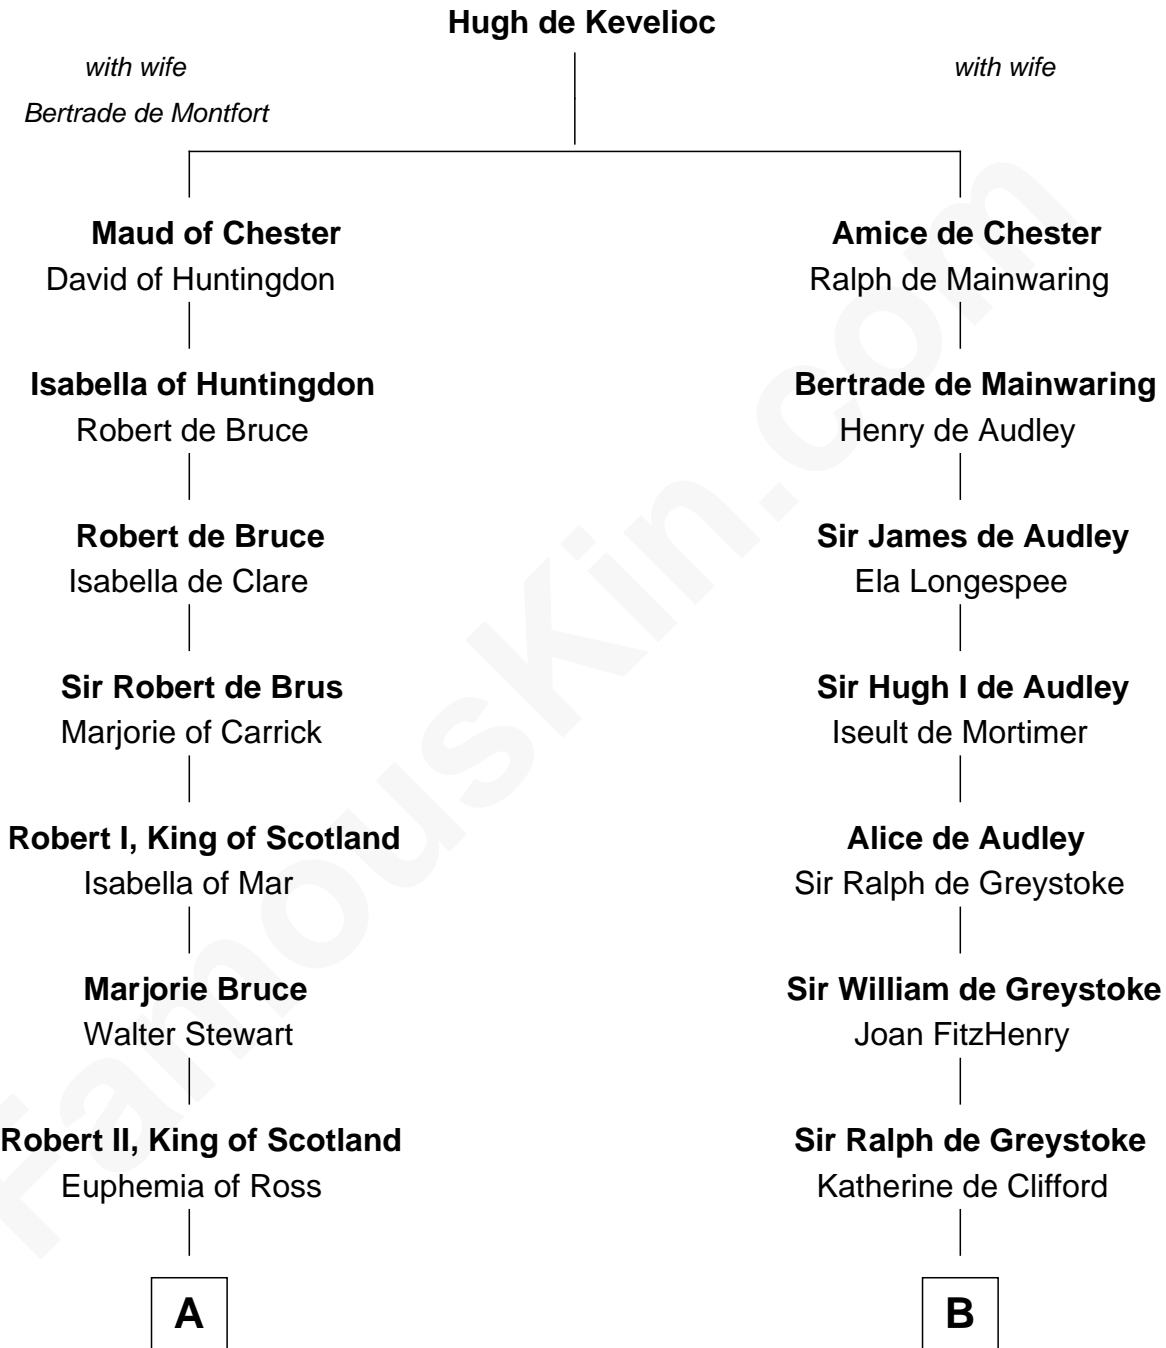 Hugh de Kevelioc
with wife
Bertrade de Montfort
with wife
Maud of Chester
David of Huntingdon
Isabella of Huntingdon
Robert de Bruce
Robert de Bruce
Isabella de Clare
Sir Robert de Brus
Marjorie of Carrick
Robert I, King of Scotland
Isabella of Mar
Marjorie Bruce
Walter Stewart
Robert II, King of Scotland
Euphemia of Ross
A
Amice de Chester
Ralph de Mainwaring
Bertrade de Mainwaring
Henry de Audley
Sir James de Audley
Ela Longespee
Sir Hugh I de Audley
Iseult de Mortimer
Alice de Audley
Sir Ralph de Greystoke
Sir William de Greystoke
Joan FitzHenry
Sir Ralph de Greystoke
Katherine de Clifford
B
FamousKin.com